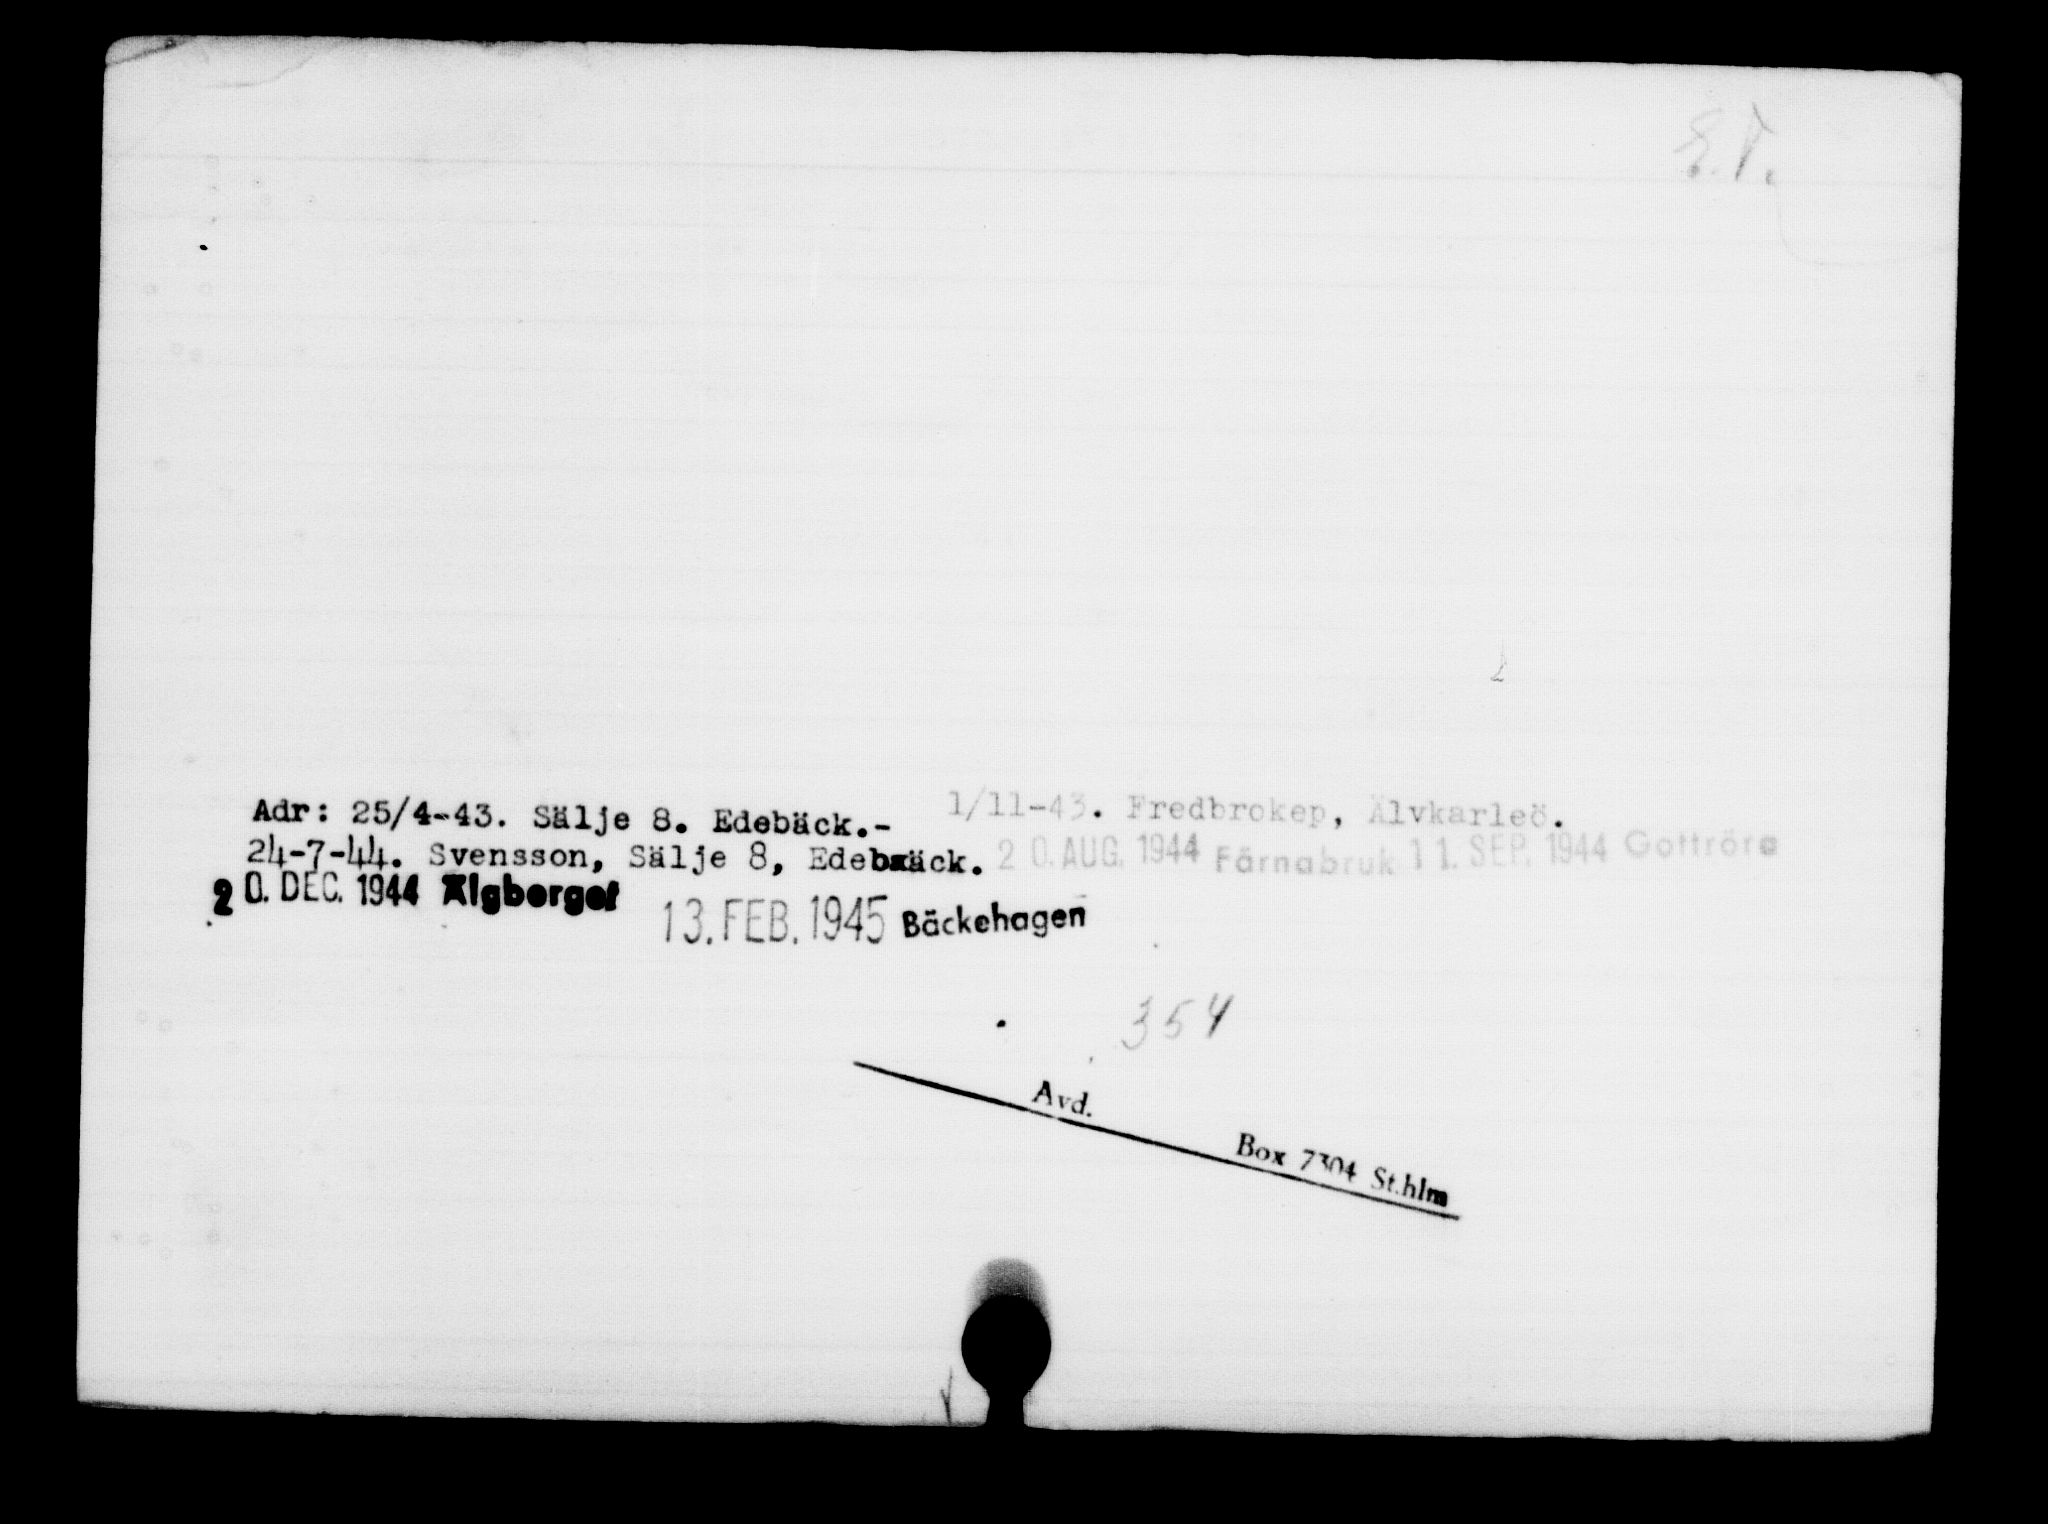 E.P.
Adr: 25/4-43. Sälje 8. Edebäck.- 1/11-43. Fredbrokep, Älvkarleö.
24-7-44. Svensson, Sälje 8, Edebxäck. 20. AUG. 1944 Färnabruk 11. SEP. 1944 Gottröra
20. DEC. 1944 Älgberget 13. FEB. 1945 Bäckehagen
354
Avd.
Box 7304 St.hlm